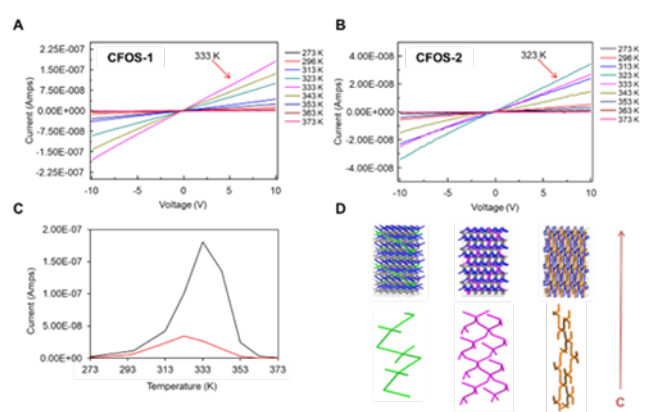 A
CFOS-1
333 K
2.25E-007
1.50E-007
7.50E-008
0.00E+000
-7.50E-008
-1.50E-007
-2.25E-007
Current (Amps)
-10
-5
0
5
10
Voltage (V)
273 K
296 K
313 K
323 K
333 K
343 K
353 K
363 K
373 K
B
CFOS-2
323 K
4.00E-008
2.00E-008
0.00E+000
-2.00E-008
-4.00E-008
Current (Amps)
-10
-5
0
5
10
Voltage (V)
273 K
296 K
313 K
323 K
333 K
343 K
353 K
363 K
373 K
C
2.00E-07
1.50E-07
1.00E-07
5.00E-08
0.00E+00
Current (Amps)
273
293
313
333
353
373
Temperature (K)
D
C